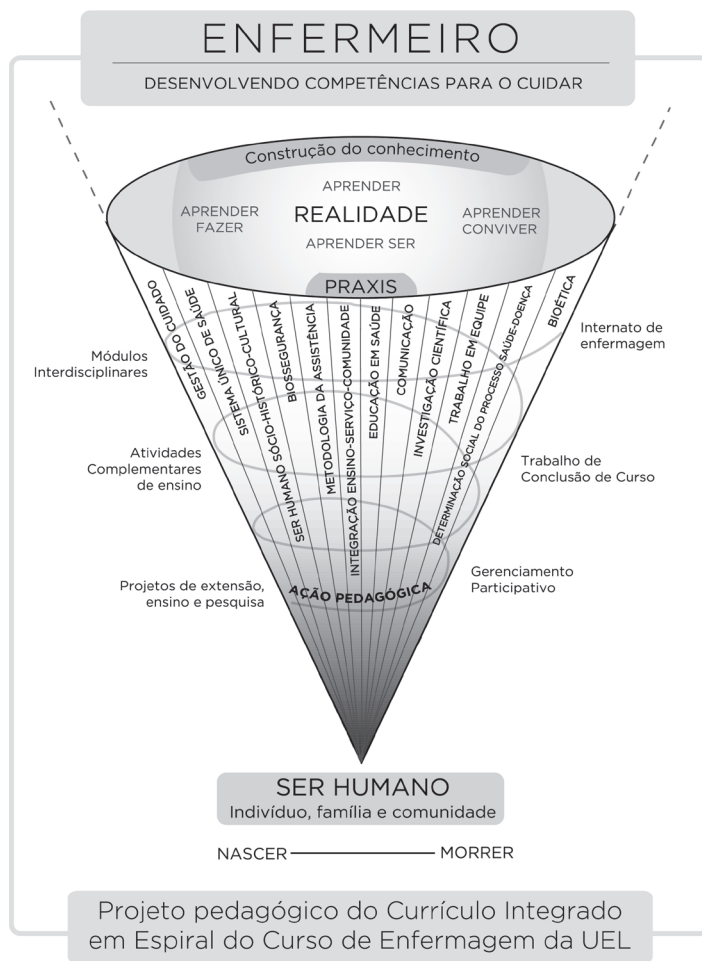 ENFERMEIRO
DESENVOLVENDO COMPETÊNCIAS PARA O CUIDAR
Construção do conhecimento
APRENDER
APRENDER
FAZER
REALIDADE
APRENDER
CONVIVER
APRENDER SER
PRAXIS
GESTÃO DO CUIDADO
SISTEMA ÚNICO DE SAÚDE
SER HUMANO SÓCIO-HISTÓRICO-CULTURAL
BIOSSEGURANÇA
METODOLOGIA DA ASSISTÊNCIA
INTEGRAÇÃO ENSINO-SERVIÇO-COMUNIDADE
EDUCAÇÃO EM SAÚDE
COMUNICAÇÃO
INVESTIGAÇÃO CIENTÍFICA
TRABALHO EM EQUIPE
DETERMINAÇÃO SOCIAL DO PROCESSO SAÚDE-DOENÇA
BIOÉTICA
Módulos
Interdisciplinares
Internato de
enfermagem
Atividades
Complementares
de ensino
Trabalho de
Conclusão de Curso
Projetos de extensão,
ensino e pesquisa
Gerenciamento
Participativo
AÇÃO PEDAGÓGICA
SER HUMANO
Indivíduo, família e comunidade
NASCER MORRER
Projeto pedagógico do Currículo Integrado
em Espiral do Curso de Enfermagem da UEL